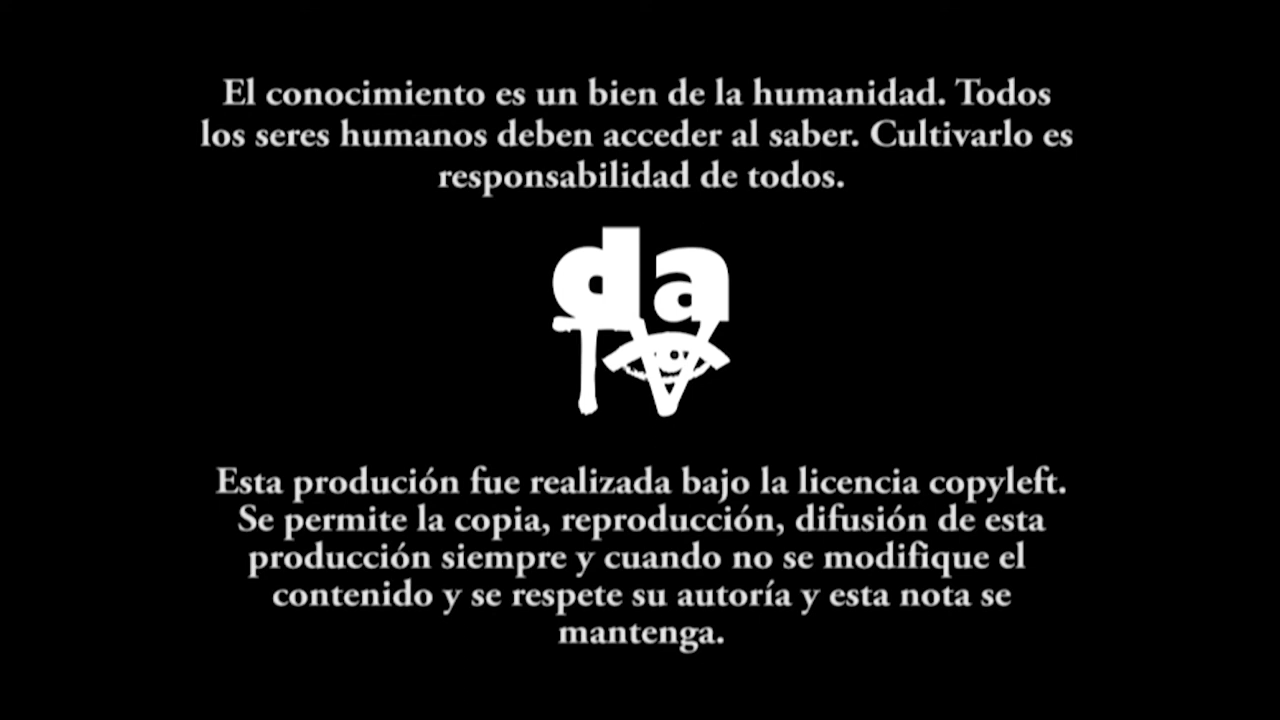 El conocimiento es un bien de la humanidad. Todos
los seres humanos deben acceder al saber. Cultivarlo es
responsabilidad de todos.
da
TV
Esta produción fue realizada bajo la licencia copyleft.
Se permite la copia, reproducción, difusión de esta
producción siempre y cuando no se modifique el
contenido y se respete su autoría y esta nota se
mantenga.